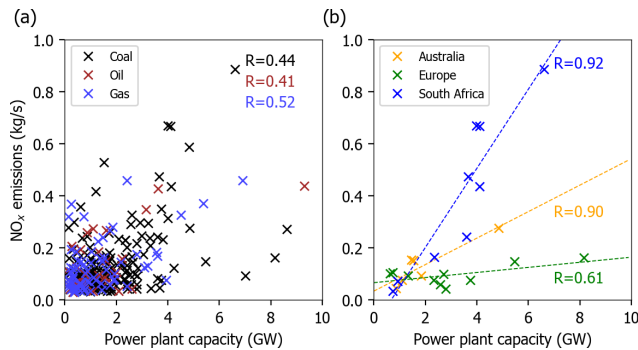 (a)
1.0
0.8
0.6
0.4
0.2
0.0
NOx emissions (kg/s)
Coal
Oil
Gas
R=0.44
R=0.41
R=0.52
0 2 4 6 8 10
Power plant capacity (GW)
(b)
1.0
0.8
0.6
0.4
0.2
0.0
Australia
Europe
South Africa
R=0.92
R=0.90
R=0.61
0 2 4 6 8 10
Power plant capacity (GW)